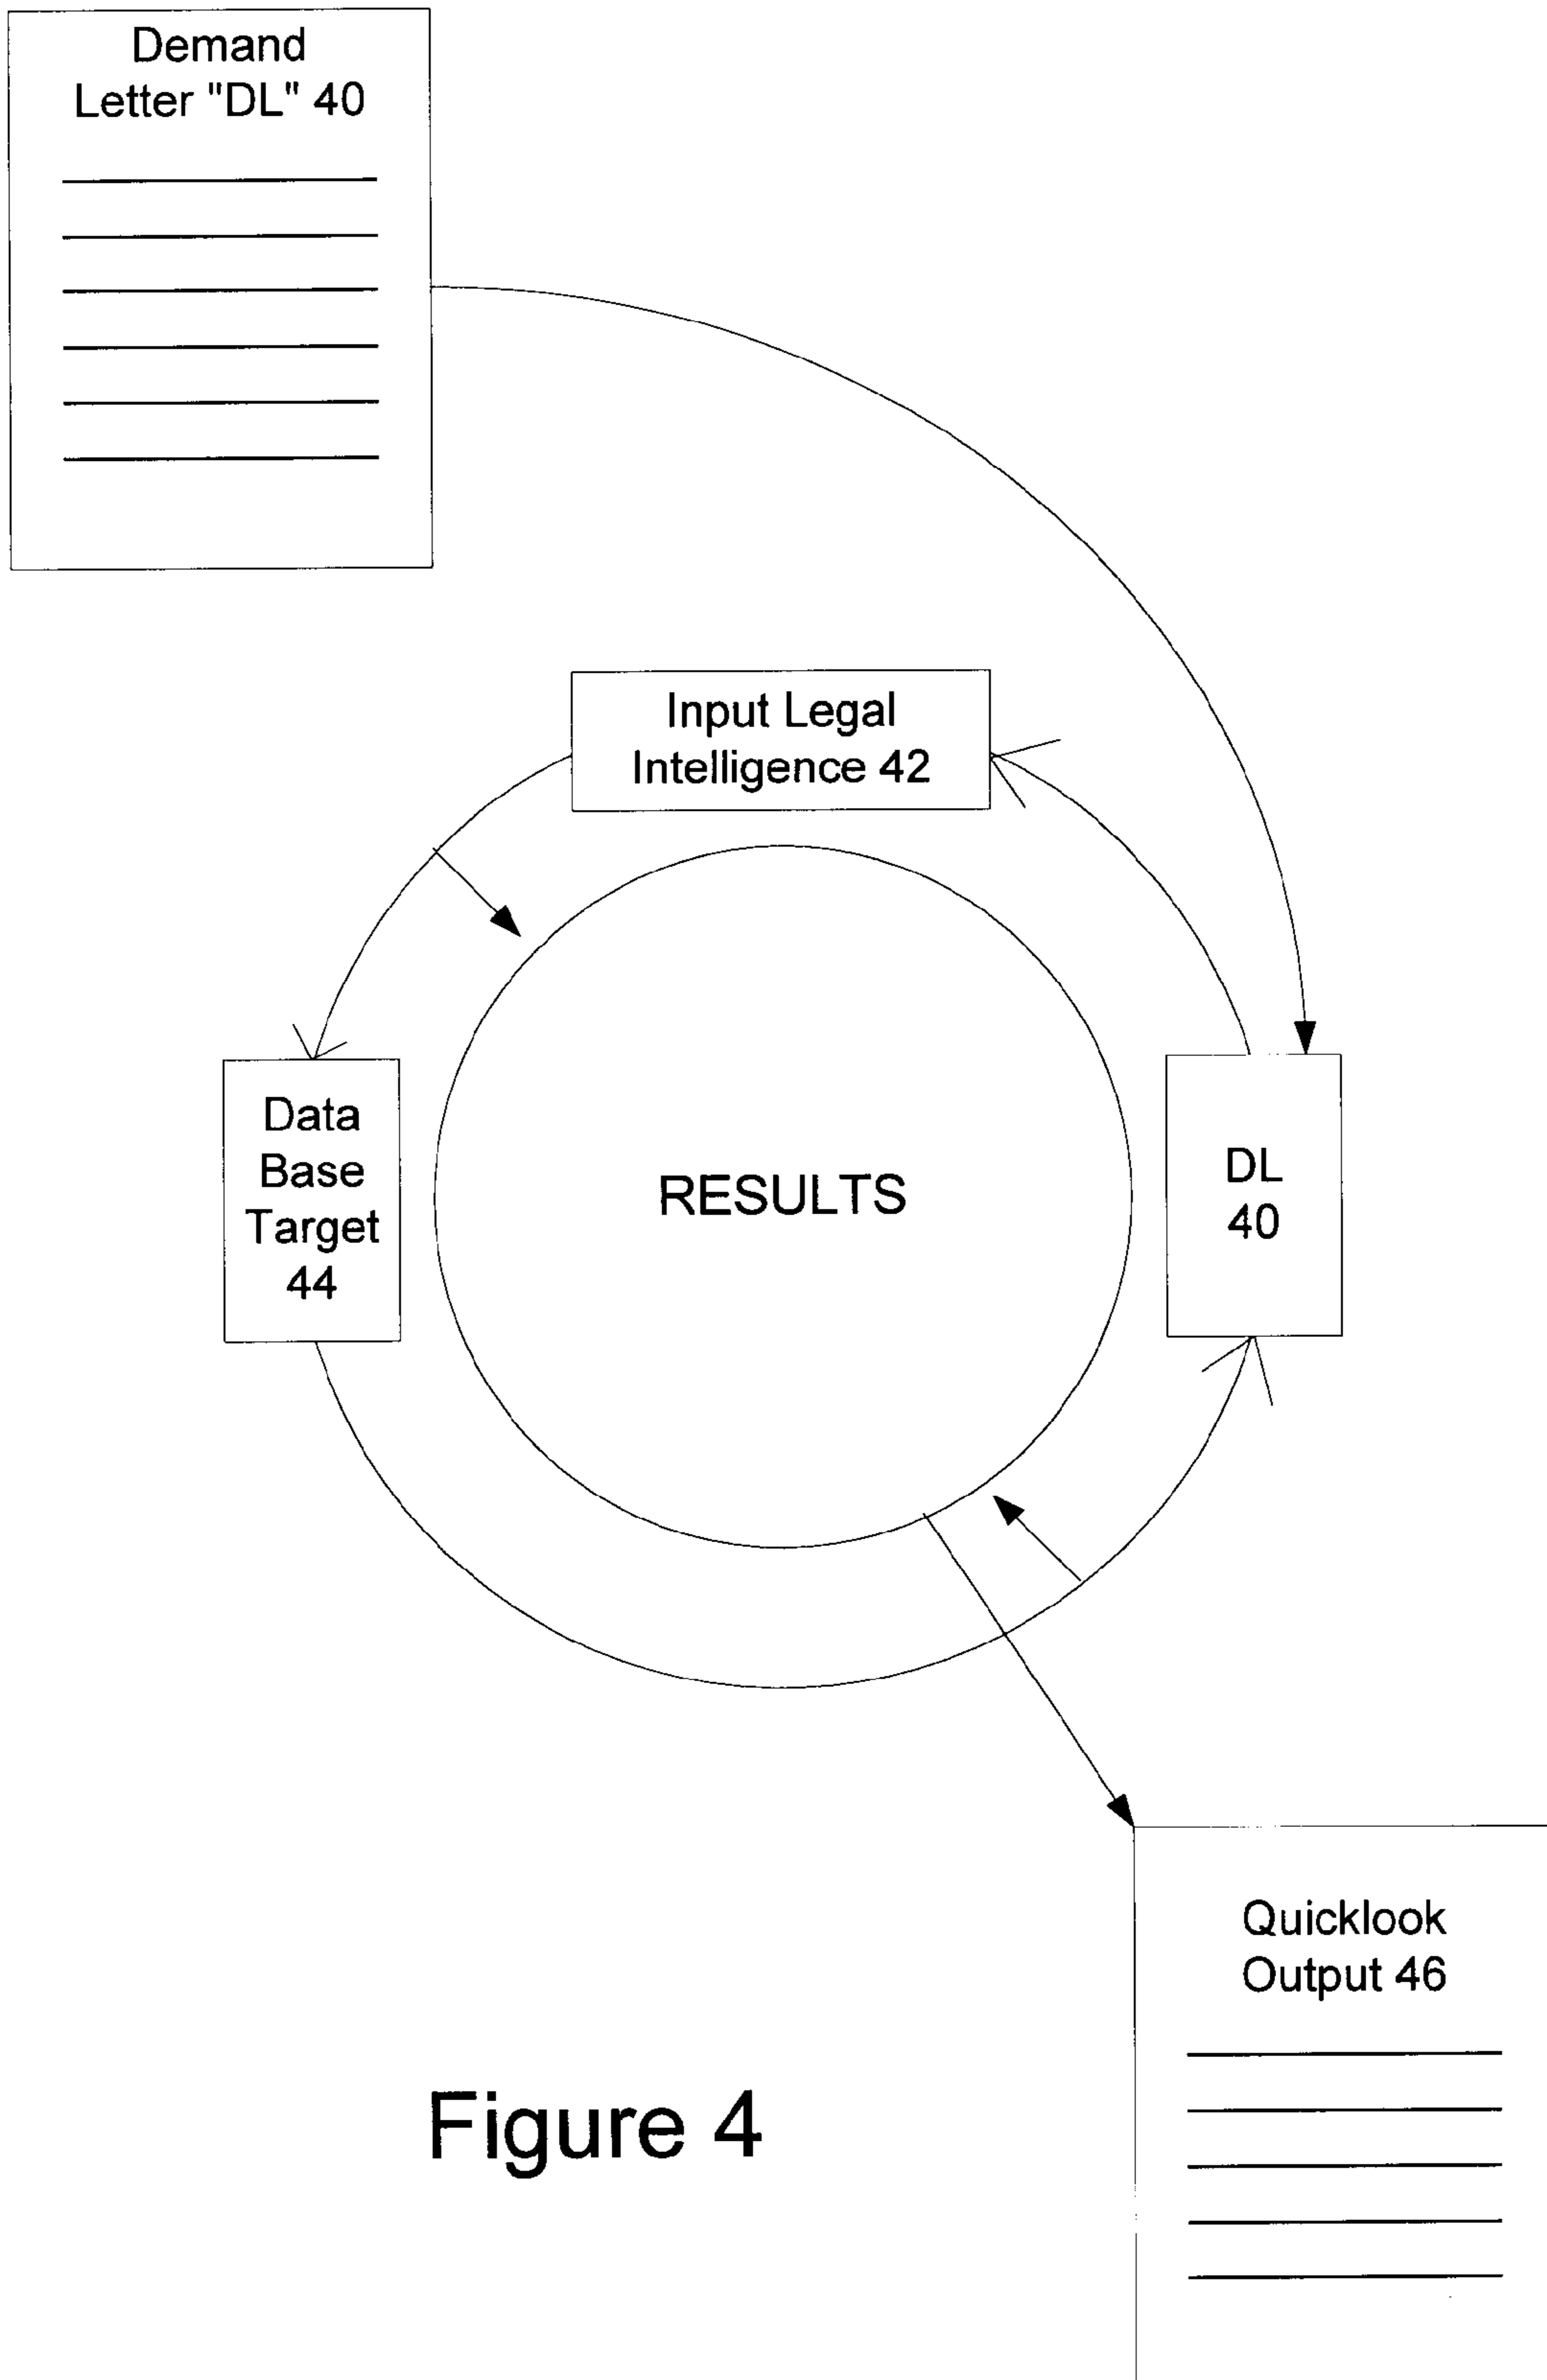 Demand
Letter "DL" 40
Input Legal
Intelligence 42
Data
Base
Target
44
RESULTS
DL
40
Quicklook
Output 46
Figure 4